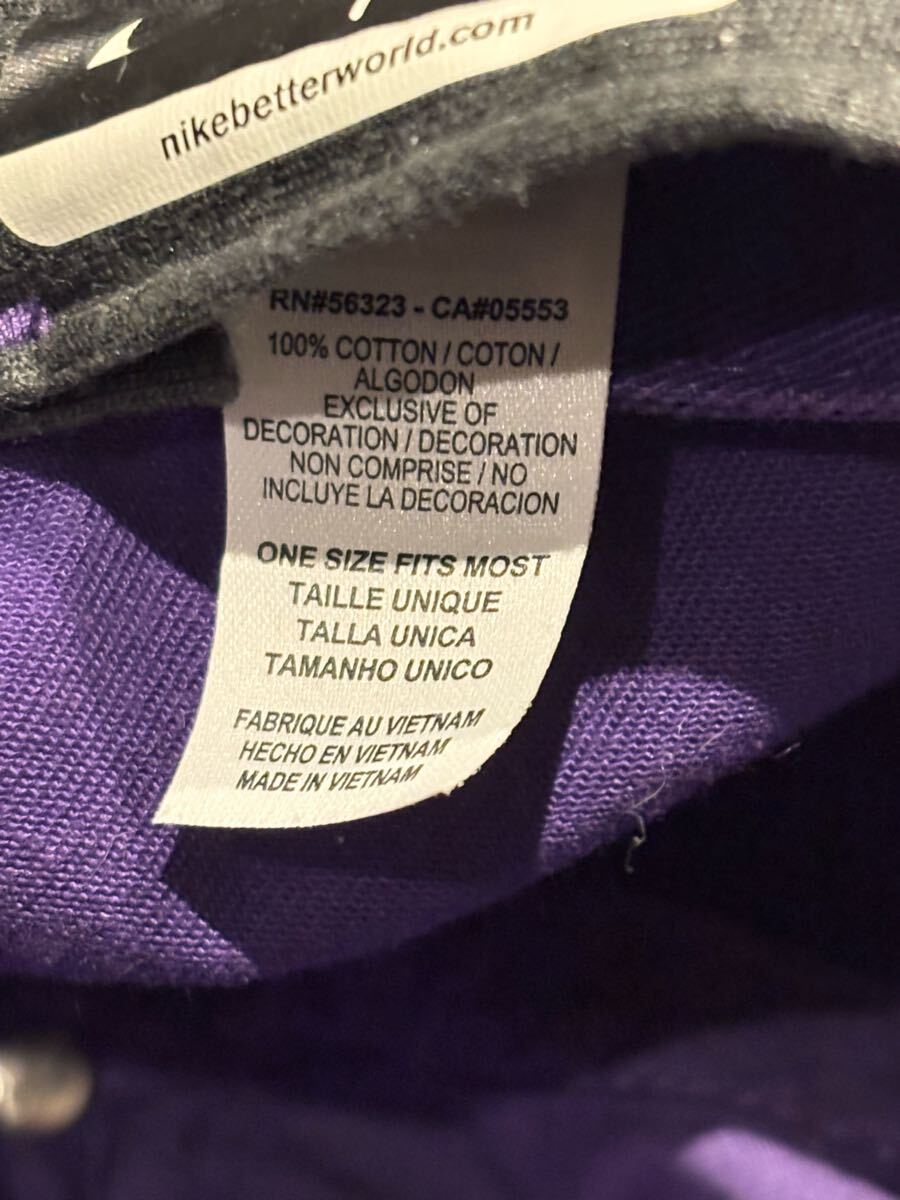 nikebetterworld.com
RN#56323 - CA#05553
100% COTTON / COTON /
ALGODON
EXCLUSIVE OF
DECORATION / DECORATION
NON COMPRISE / NO
INCLUYE LA DECORACION
ONE SIZE FITS MOST
TAILLE UNIQUE
TALLA UNICA
TAMANHO UNICO
FABRIQUE AU VIETNAM
HECHO EN VIETNAM
MADE IN VIETNAM